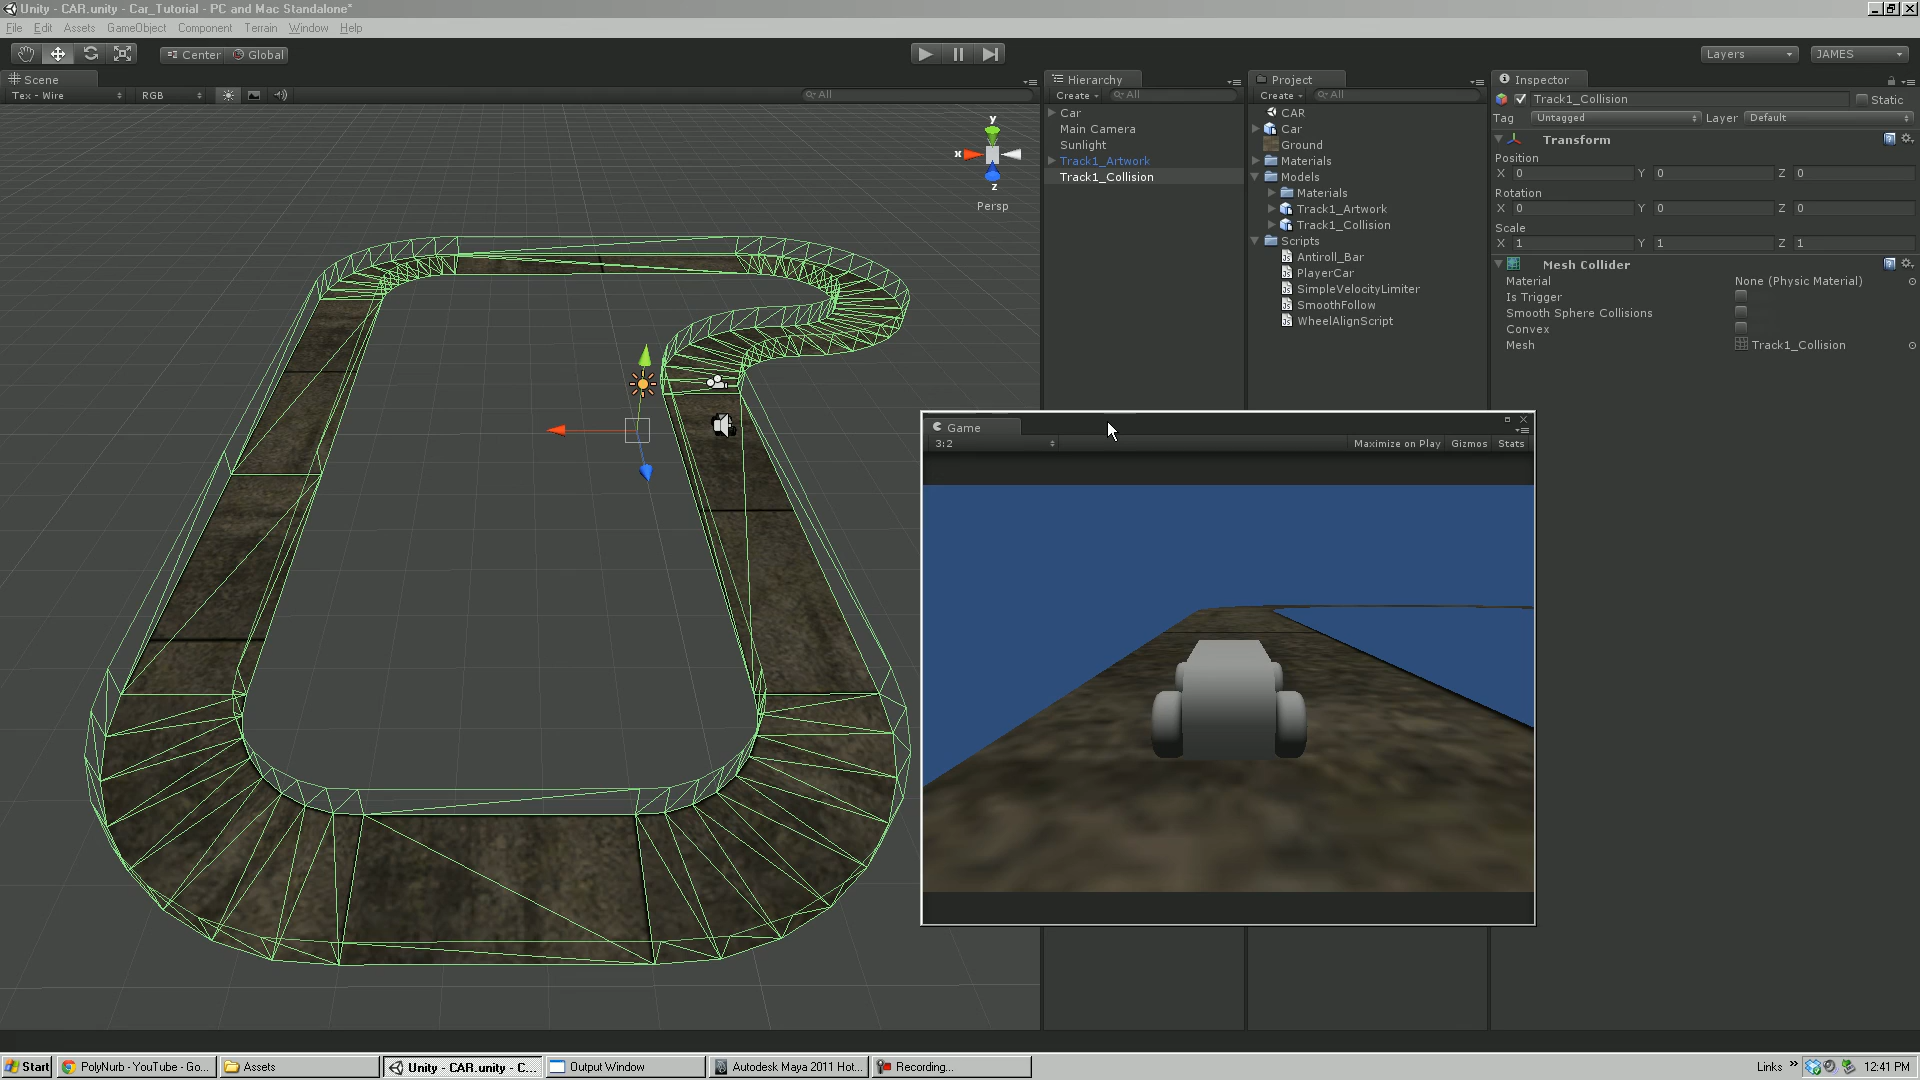 Unity - CAR.unity - Car_Tutorial - PC and Mac Standalone*
File Edit Assets GameObject Component Terrain Window Help
Center Global
Layers JAMES
Scene
Tex - Wire RGB All
y
x
z
Persp
Hierarchy
Create All
Car
Main Camera
Sunlight
Track1_Artwork
Track1_Collision
Project
Create All
CAR
Car
Ground
Materials
Models
Materials
Track1_Artwork
Track1_Collision
Scripts
Antiroll_Bar
PlayerCar
SimpleVelocityLimiter
SmoothFollow
WheelAlignScript
Inspector
Track1_Collision Static
Tag Untagged Layer Default
Transform
Position
X 0 Y 0 Z 0
Rotation
X 0 Y 0 Z 0
Scale
X 1 Y 1 Z 1
Mesh Collider
Material None (Physic Material)
Is Trigger
Smooth Sphere Collisions
Convex
Mesh Track1_Collision
Game
3:2 Maximize on Play Gizmos Stats
Start PolyNurb - YouTube - Go... Assets Unity - CAR.unity - C... Output Window Autodesk Maya 2011 Hot... Recording... Links » 12:41 PM